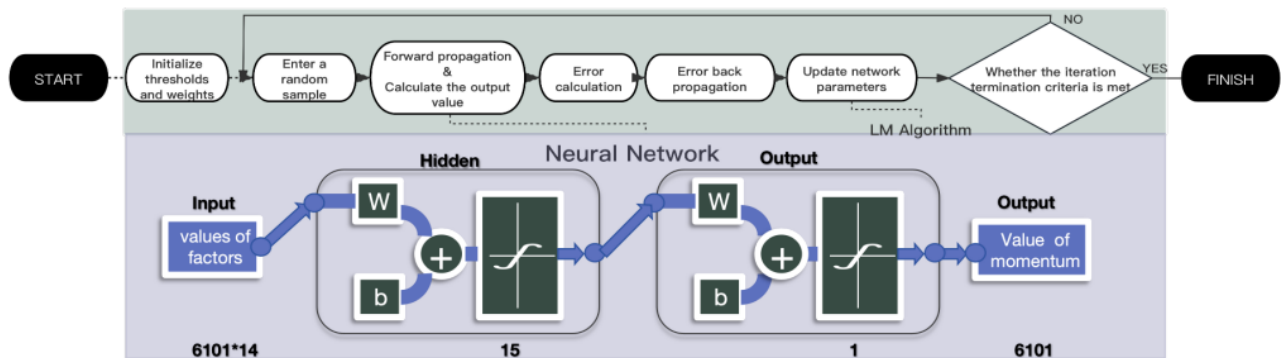 NO
START
Initialize
thresholds
and weights
Enter a
random
sample
Forward propagation
&
Calculate the output
value
Error
calculation
Error back
propagation
Update network
parameters
Whether the iteration
termination criteria is met
YES
FINISH
LM Algorithm
Neural Network
Hidden
Output
Input
values of
factors
W
+
b
W
+
b
Output
Value of
momentum
6101*14
15
1
6101